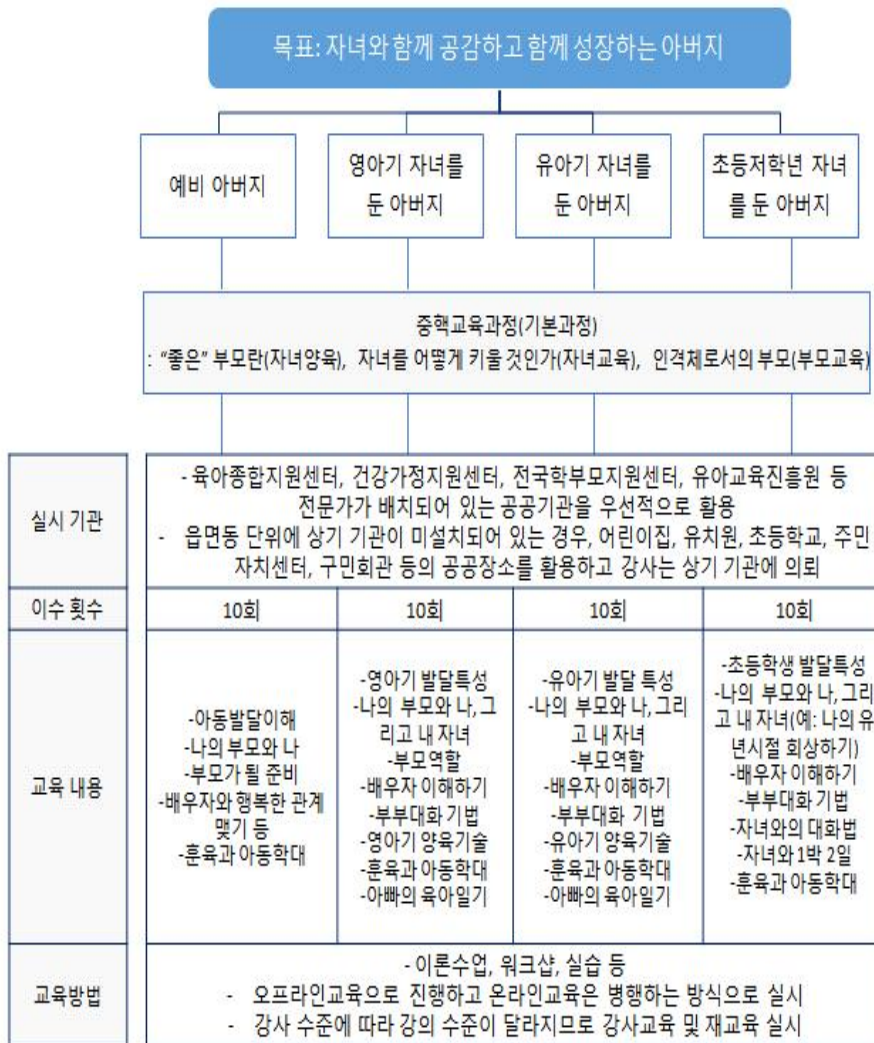 목표: 자녀와 함께 공감하고 함께 성장하는 아버지
예비 아버지
영아기 자녀를
둔 아버지
유아기 자녀를
둔 아버지
초등저학년 자녀
를 둔 아버지
중핵교육과정(기본과정)
: “좋은” 부모란(자녀양육), 자녀를 어떻게 키울 것인가(자녀교육), 인격체로서의 부모(부모교육)
실시 기관
- 육아종합지원센터, 건강가정지원센터, 전국학부모지원센터, 유아교육진흥원 등
전문가가 배치되어 있는 공공기관을 우선적으로 활용
- 읍면동 단위에 상기 기관이 미설치되어 있는 경우, 어린이집, 유치원, 초등학교, 주민
자치센터, 구민회관 등의 공공장소를 활용하고 강사는 상기 기관에 의뢰
이수 횟수
10회
10회
10회
10회
교육 내용
-아동발달이해
-나의 부모와 나
-부모가 될 준비
-배우자와 행복한 관계
맺기 등
-훈육과 아동학대
-영아기 발달특성
-나의 부모와 나, 그
리고 내 자녀
-부모역할
-배우자 이해하기
-부부대화 기법
-영아기 양육기술
-훈육과 아동학대
-아빠의 육아일기
-유아기 발달 특성
-나의 부모와 나, 그리
고 내 자녀
-부모역할
-배우자 이해하기
-부부대화 기법
-유아기 양육기술
-훈육과 아동학대
-아빠의 육아일기
-초등학생 발달특성
-나의 부모와 나, 그리
고 내 자녀(예: 나의 유
년시절 회상하기)
-배우자 이해하기
-부부대화 기법
-자녀와의 대화법
-자녀와 1박 2일
-훈육과 아동학대
교육방법
- 이론수업, 워크샵, 실습 등
- 오프라인교육으로 진행하고 온라인교육은 병행하는 방식으로 실시
- 강사 수준에 따라 강의 수준이 달라지므로 강사교육 및 재교육 실시